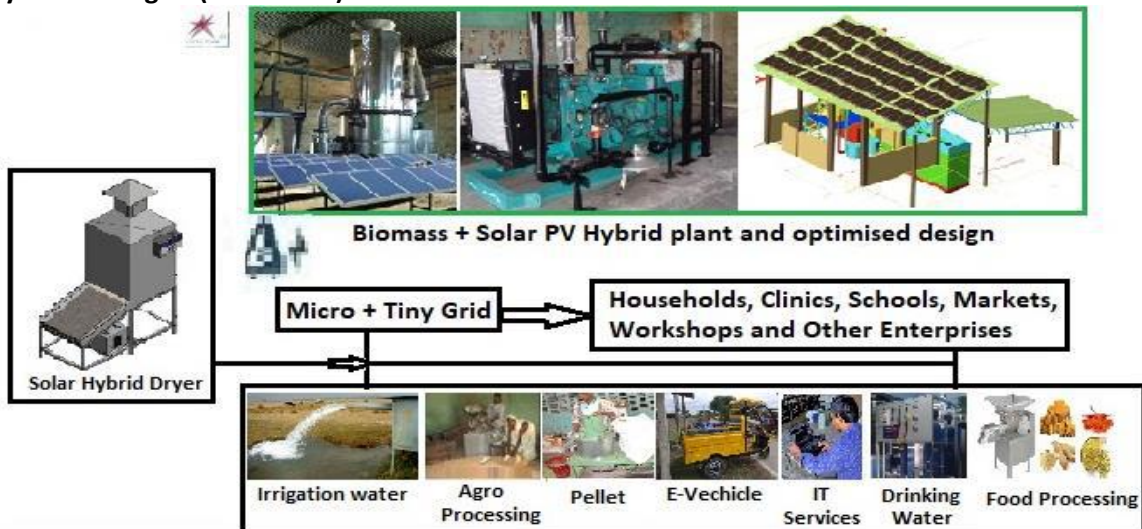 Biomass + Solar PV Hybrid plant and optimised design
Micro + Tiny Grid
Households, Clinics, Schools, Markets,
Workshops and Other Enterprises
Solar Hybrid Dryer
Irrigation water
Agro
Processing
Pellet
E-Vechicle
IT
Services
Drinking
Water
Food Processing